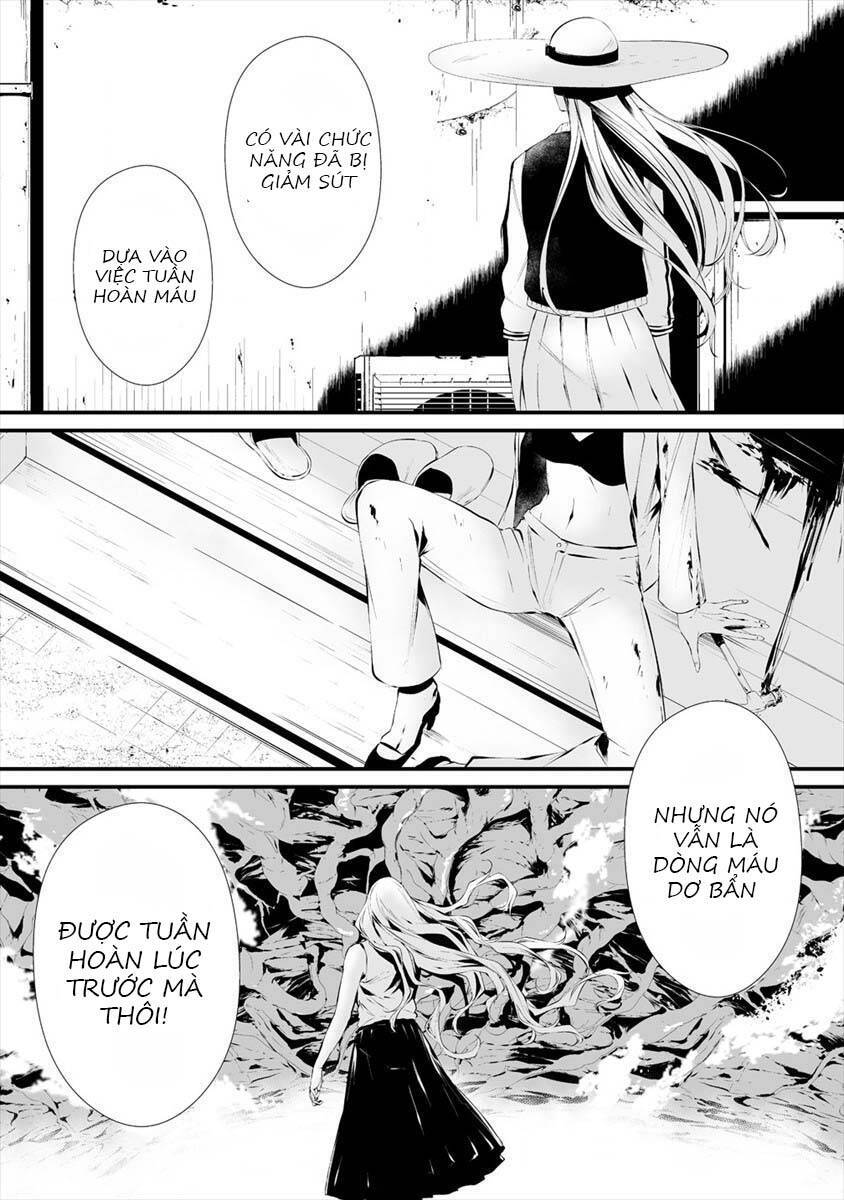 CÓ VÀI CHỨC
NĂNG ĐÃ BỊ
GIẢM SÚT
DỰA VÀO
VIỆC TUẦN
HOÀN MÁU
NHƯNG NÓ
VẪN LÀ
DÒNG MÁU
DƠ BẨN
ĐƯỢC TUẦN
HOÀN LÚC
TRƯỚC MÀ
THÔI!